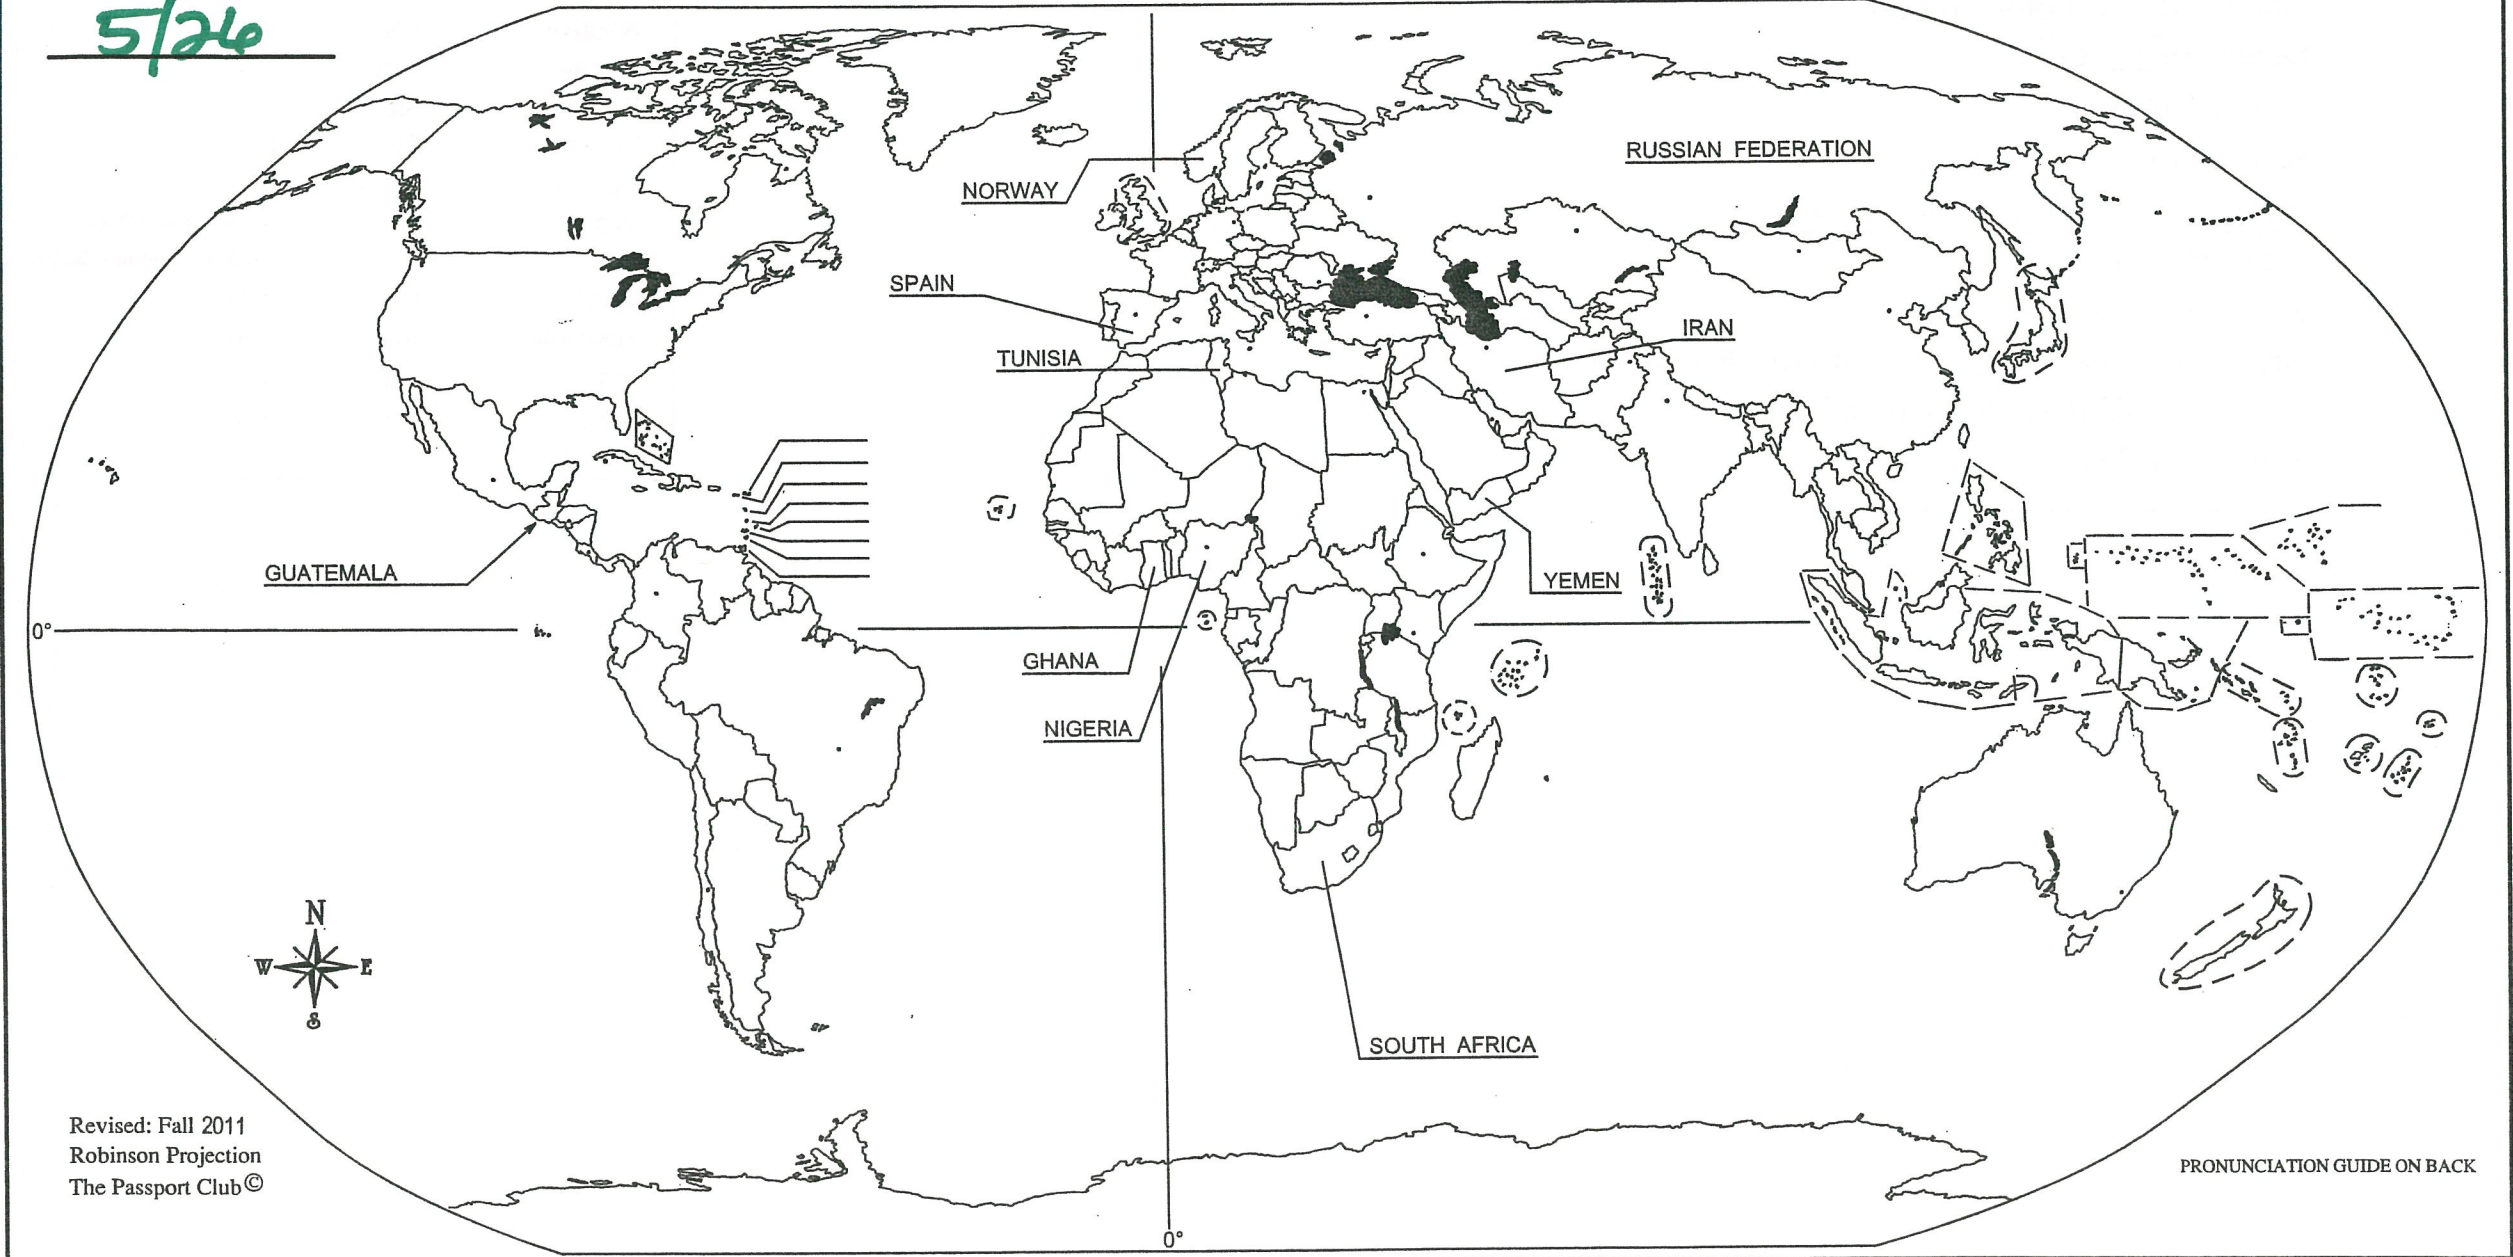 5/26
RUSSIAN FEDERATION
NORWAY
SPAIN
IRAN
TUNISIA
GUATEMALA
YEMEN
0°
GHANA
NIGERIA
N
W E
S
SOUTH AFRICA
Revised: Fall 2011
Robinson Projection
The Passport Club©
PRONUNCIATION GUIDE ON BACK
0°